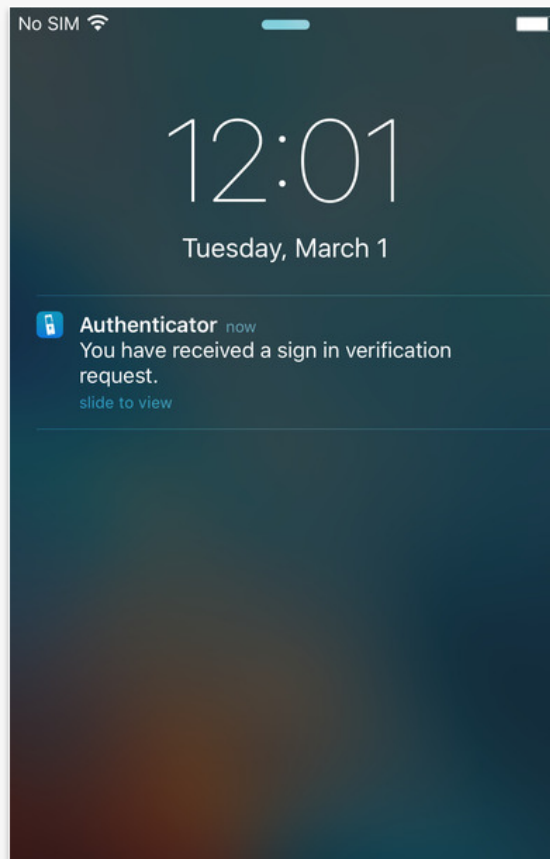 No SIM
12:01
Tuesday, March 1
Authenticator now
You have received a sign in verification
request.
slide to view